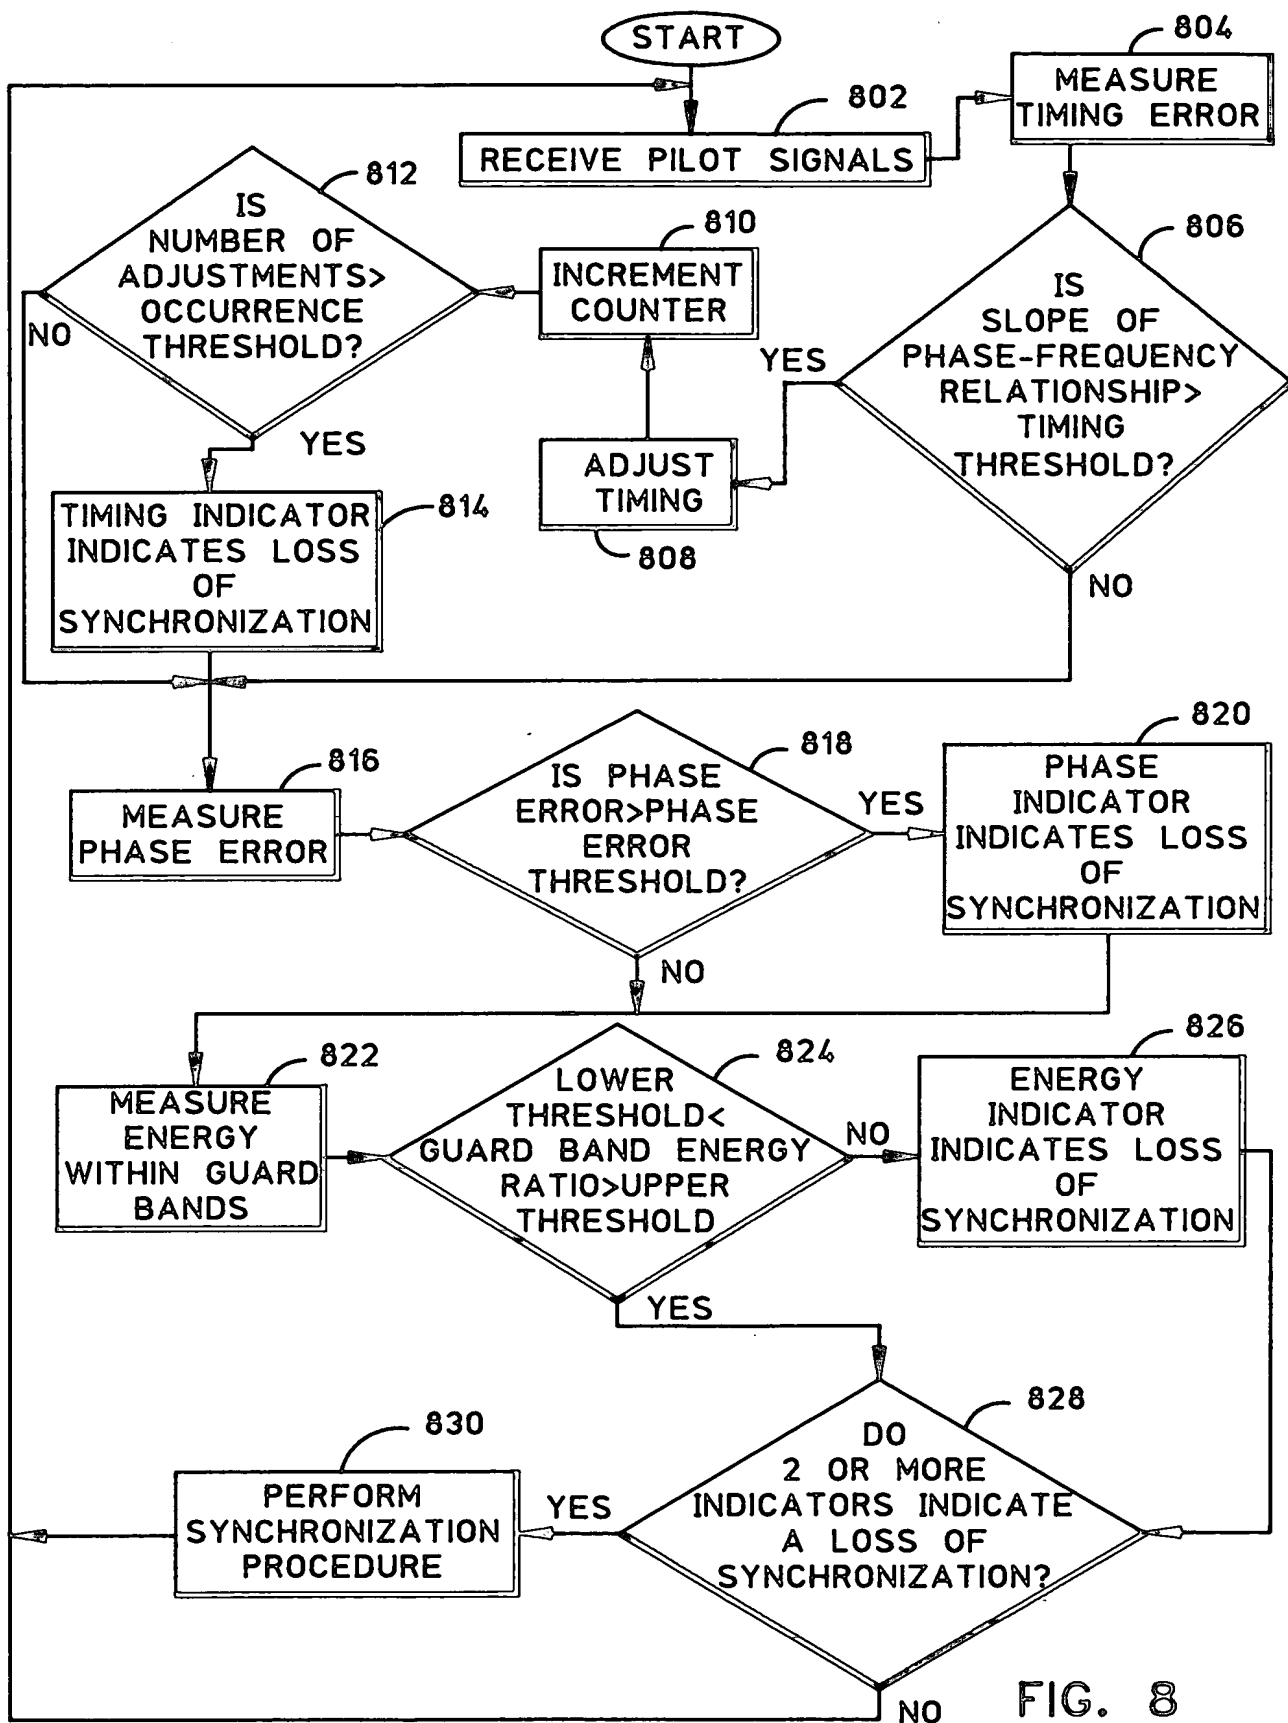 START
802
RECEIVE PILOT SIGNALS
804
MEASURE
TIMING ERROR
806
IS
SLOPE OF
PHASE-FREQUENCY
RELATIONSHIP>
TIMING
THRESHOLD?
YES
NO
ADJUST
TIMING
808
810
INCREMENT
COUNTER
812
IS
NUMBER OF
ADJUSTMENTS>
OCCURRENCE
THRESHOLD?
NO
YES
814
TIMING INDICATOR
INDICATES LOSS
OF
SYNCHRONIZATION
816
MEASURE
PHASE ERROR
818
IS PHASE
ERROR>PHASE
ERROR
THRESHOLD?
YES
NO
820
PHASE
INDICATOR
INDICATES LOSS
OF
SYNCHRONIZATION
822
MEASURE
ENERGY
WITHIN GUARD
BANDS
824
LOWER
THRESHOLD<
GUARD BAND ENERGY
RATIO>UPPER
THRESHOLD
NO
YES
826
ENERGY
INDICATOR
INDICATES LOSS
OF
SYNCHRONIZATION
828
DO
2 OR MORE
INDICATORS INDICATE
A LOSS OF
SYNCHRONIZATION?
YES
NO
830
PERFORM
SYNCHRONIZATION
PROCEDURE
FIG. 8